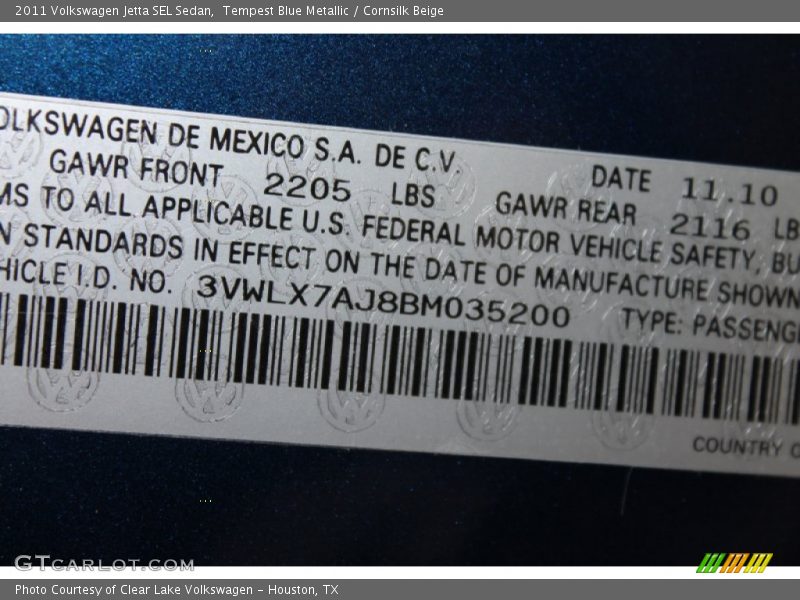 2011 Volkswagen Jetta SEL Sedan,  Tempest Blue Metallic / Cornsilk Beige
OLKSWAGEN DE MEXICO S.A. DE C.V. DATE 11.10
GAWR FRONT 2205 LBS GAWR REAR 2116 LB
MS TO ALL APPLICABLE U.S. FEDERAL MOTOR VEHICLE SAFETY, BU
N STANDARDS IN EFFECT ON THE DATE OF MANUFACTURE SHOWN
HICLE I.D. NO. 3VWLX7AJ8BM035200 TYPE: PASSENG
COUNTRY O
GTcarlot.com
Photo Courtesy of Clear Lake Volkswagen – Houston, TX